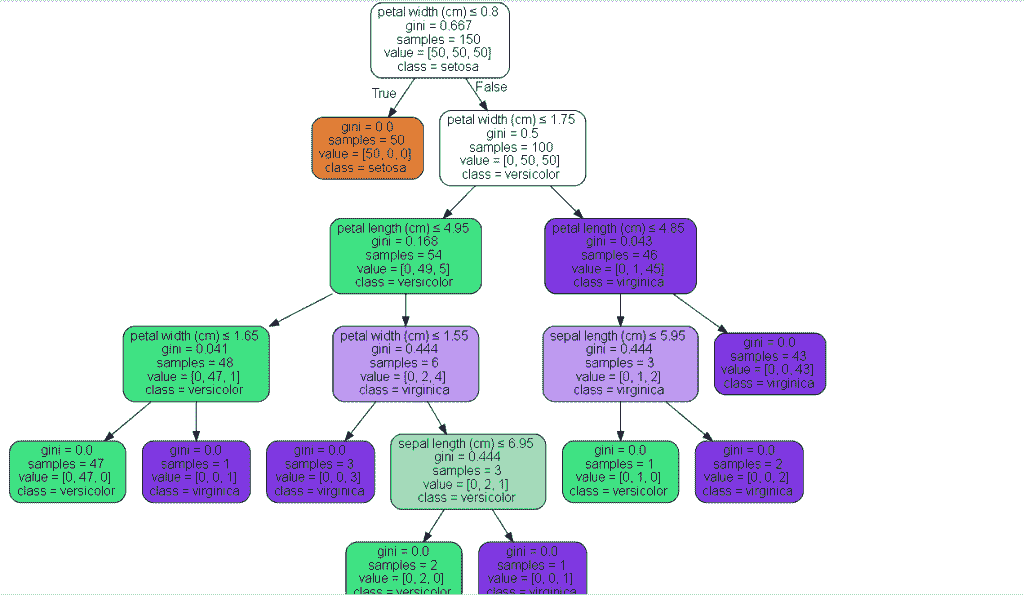 petal width (cm) ≤ 0.8
gini = 0.667
samples = 150
value = [50, 50, 50]
class = setosa
True
False
gini = 0.0
samples = 50
value = [50, 0, 0]
class = setosa
petal width (cm) ≤ 1.75
gini = 0.5
samples = 100
value = [0, 50, 50]
class = versicolor
petal length (cm) ≤ 4.95
gini = 0.168
samples = 54
value = [0, 49, 5]
class = versicolor
petal length (cm) ≤ 4.85
gini = 0.043
samples = 46
value = [0, 1, 45]
class = virginica
petal width (cm) ≤ 1.65
gini = 0.041
samples = 48
value = [0, 47, 1]
class = versicolor
petal width (cm) ≤ 1.55
gini = 0.444
samples = 6
value = [0, 2, 4]
class = virginica
sepal length (cm) ≤ 5.95
gini = 0.444
samples = 3
value = [0, 1, 2]
class = virginica
gini = 0.0
samples = 43
value = [0, 0, 43]
class = virginica
gini = 0.0
samples = 47
value = [0, 47, 0]
class = versicolor
gini = 0.0
samples = 1
value = [0, 0, 1]
class = virginica
gini = 0.0
samples = 3
value = [0, 0, 3]
class = virginica
sepal length (cm) ≤ 6.95
gini = 0.444
samples = 3
value = [0, 2, 1]
class = versicolor
gini = 0.0
samples = 1
value = [0, 1, 0]
class = versicolor
gini = 0.0
samples = 2
value = [0, 0, 2]
class = virginica
gini = 0.0
samples = 2
value = [0, 2, 0]
class = versicolor
gini = 0.0
samples = 1
value = [0, 0, 1]
class = virginica